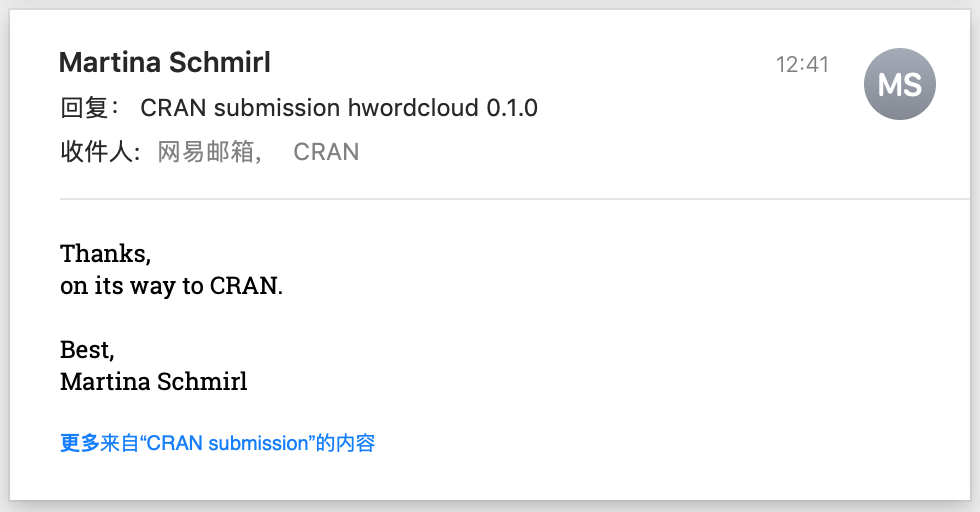 Martina Schmirl
12:41
MS
回复： CRAN submission hwordcloud 0.1.0
收件人: 网易邮箱, CRAN
Thanks,
on its way to CRAN.
Best,
Martina Schmirl
更多来自“CRAN submission”的内容